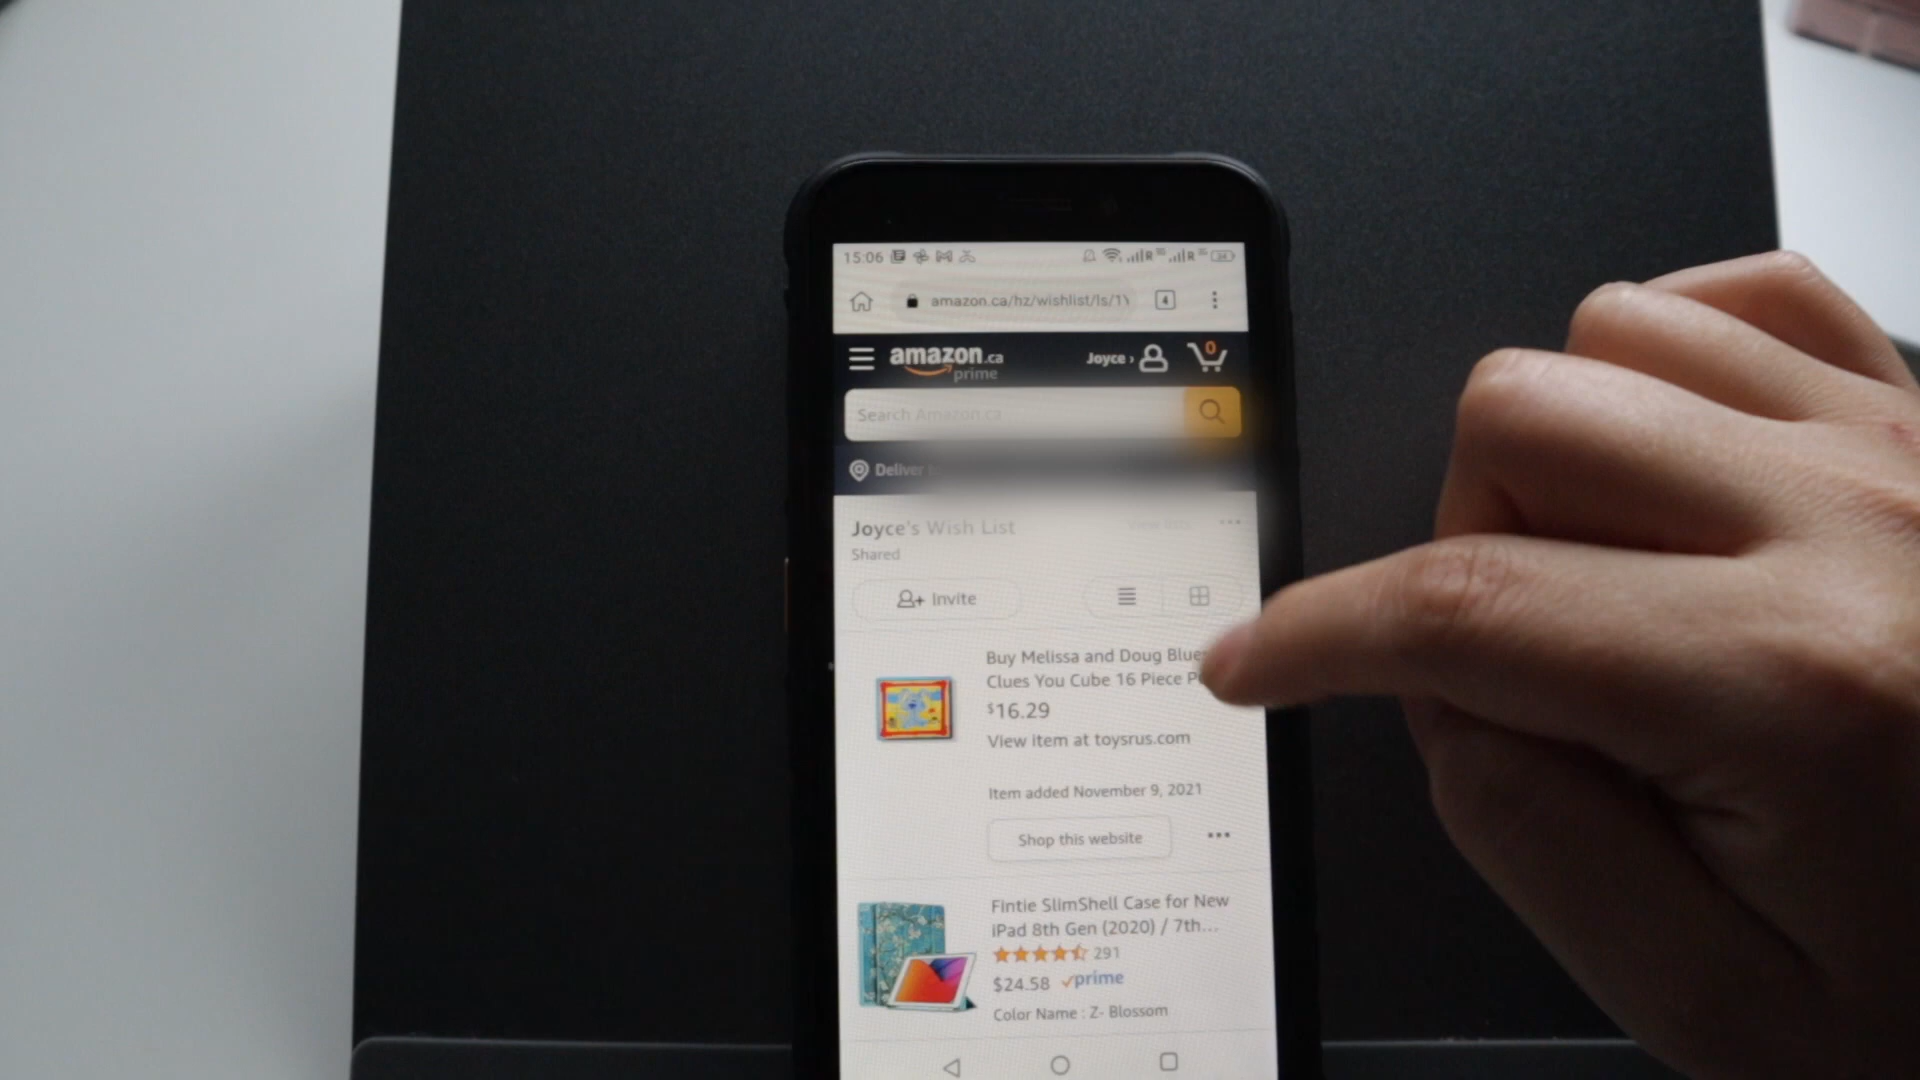 15:06
amazon.ca/hz/wishlist/ls/1
4
amazon.ca
prime
Joyce ›
0
Search Amazon.ca
Deliver
Joyce's Wish List
Shared
Invite
Buy Melissa and Doug Blue
Clues You Cube 16 Piece
$16.29
View item at toysrus.com
Item added November 9, 2021
Shop this website
Fintie SlimShell Case for New
iPad 8th Gen (2020) / 7th...
291
$24.58 prime
Color Name : Z- Blossom